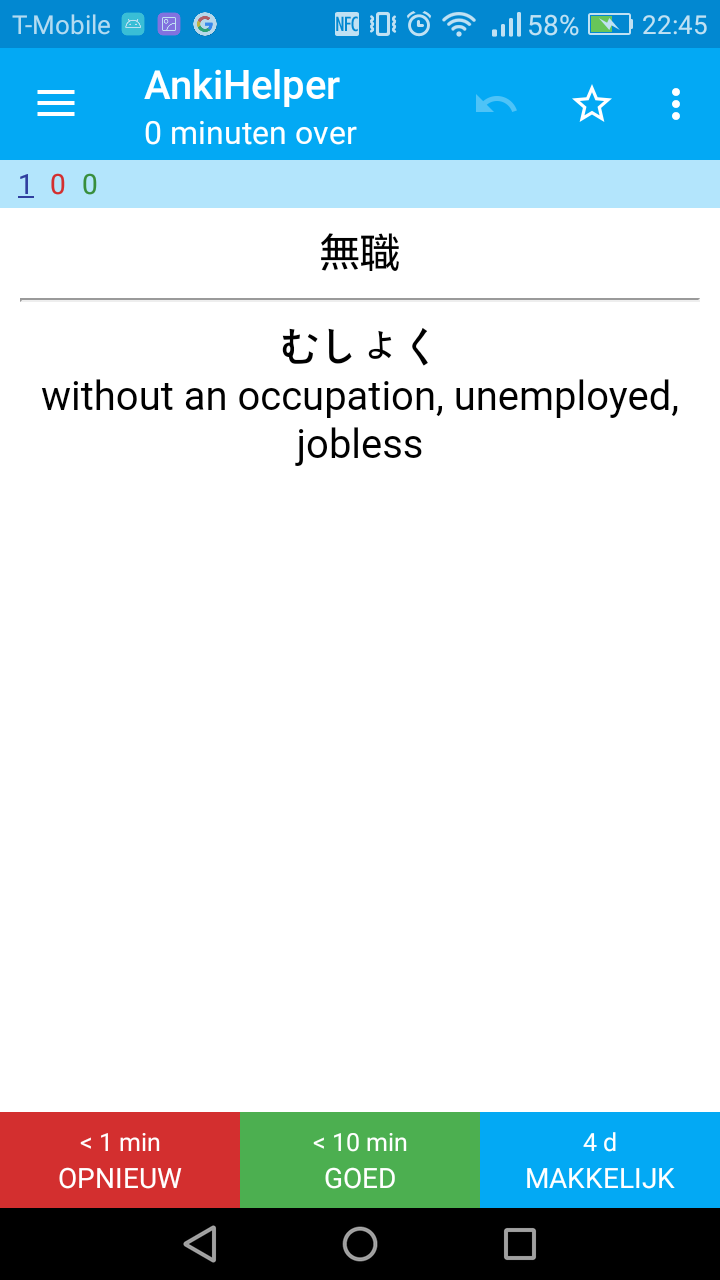 T-Mobile NFC 58% 22:45
AnkiHelper
0 minuten over
1 0 0
無職
むしょく
without an occupation, unemployed,
jobless
< 1 min < 10 min 4 d
OPNIEUW GOED MAKKELIJK